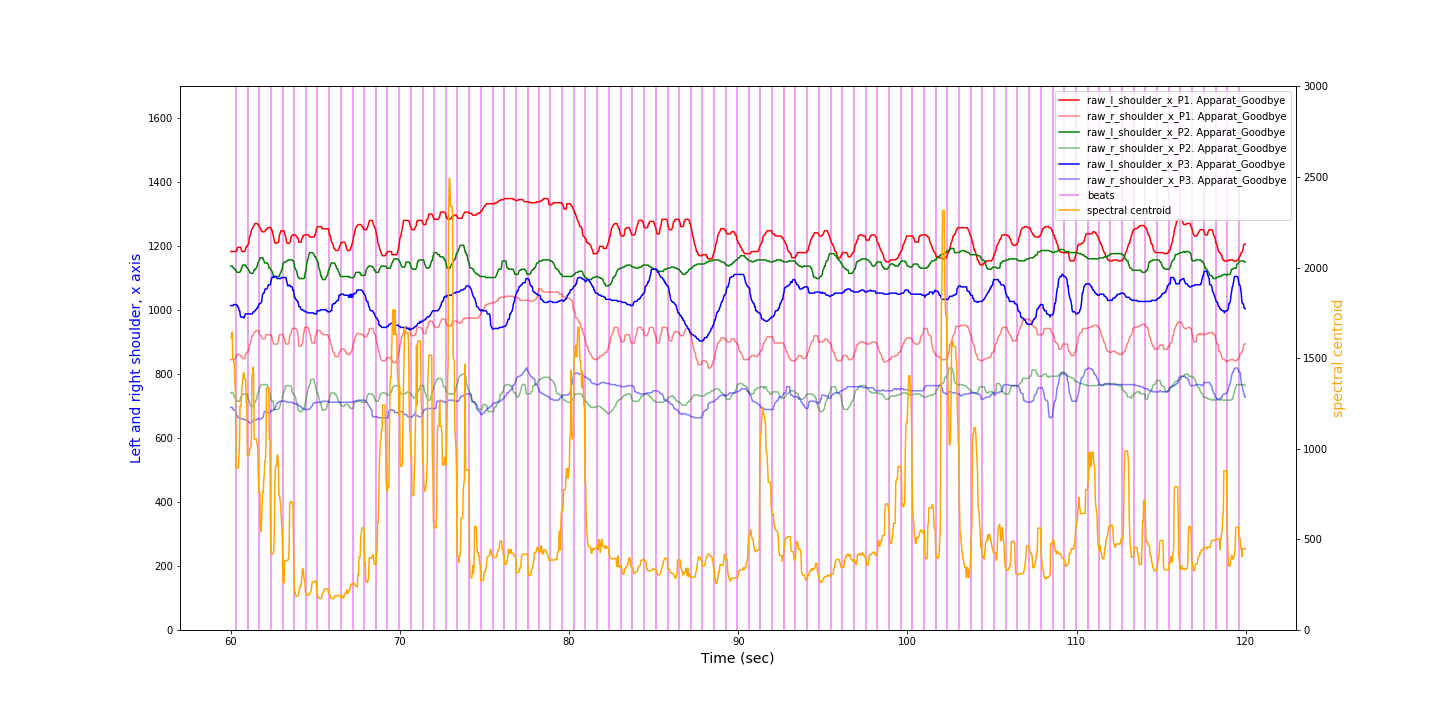 raw_l_shoulder_x_P1. Apparat_Goodbye
raw_r_shoulder_x_P1. Apparat_Goodbye
raw_l_shoulder_x_P2. Apparat_Goodbye
raw_r_shoulder_x_P2. Apparat_Goodbye
raw_l_shoulder_x_P3. Apparat_Goodbye
raw_r_shoulder_x_P3. Apparat_Goodbye
beats
spectral centroid
Left and right shoulder, x axis
1600
1400
1200
1000
800
600
400
200
0
3000
2500
2000
1500
1000
500
0
spectral centroid
60
70
80
90
100
110
120
Time (sec)